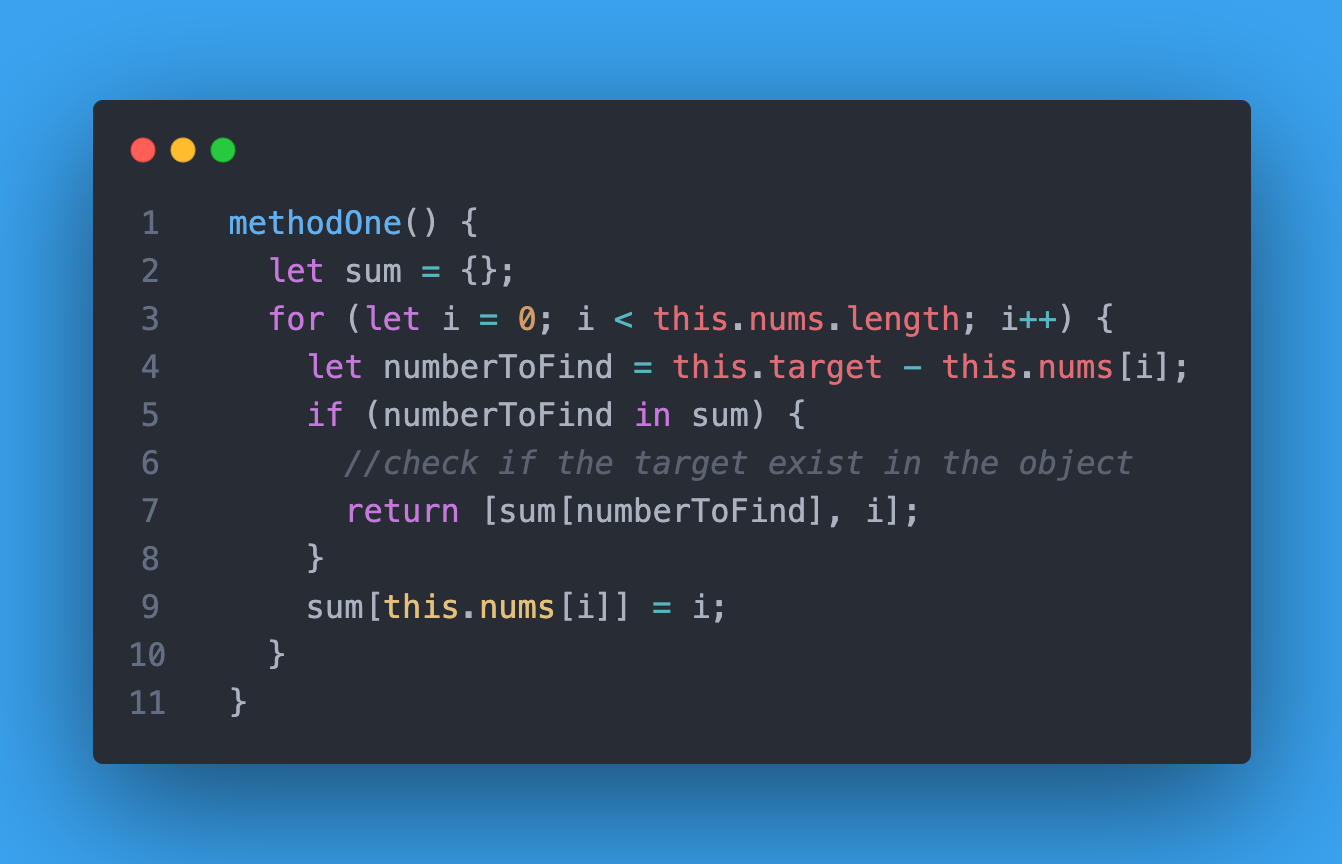 1 methodOne() {
2 let sum = {};
3 for (let i = 0; i < this.nums.length; i++) {
4 let numberToFind = this.target - this.nums[i];
5 if (numberToFind in sum) {
6 //check if the target exist in the object
7 return [sum[numberToFind], i];
8 }
9 sum[this.nums[i]] = i;
10 }
11 }